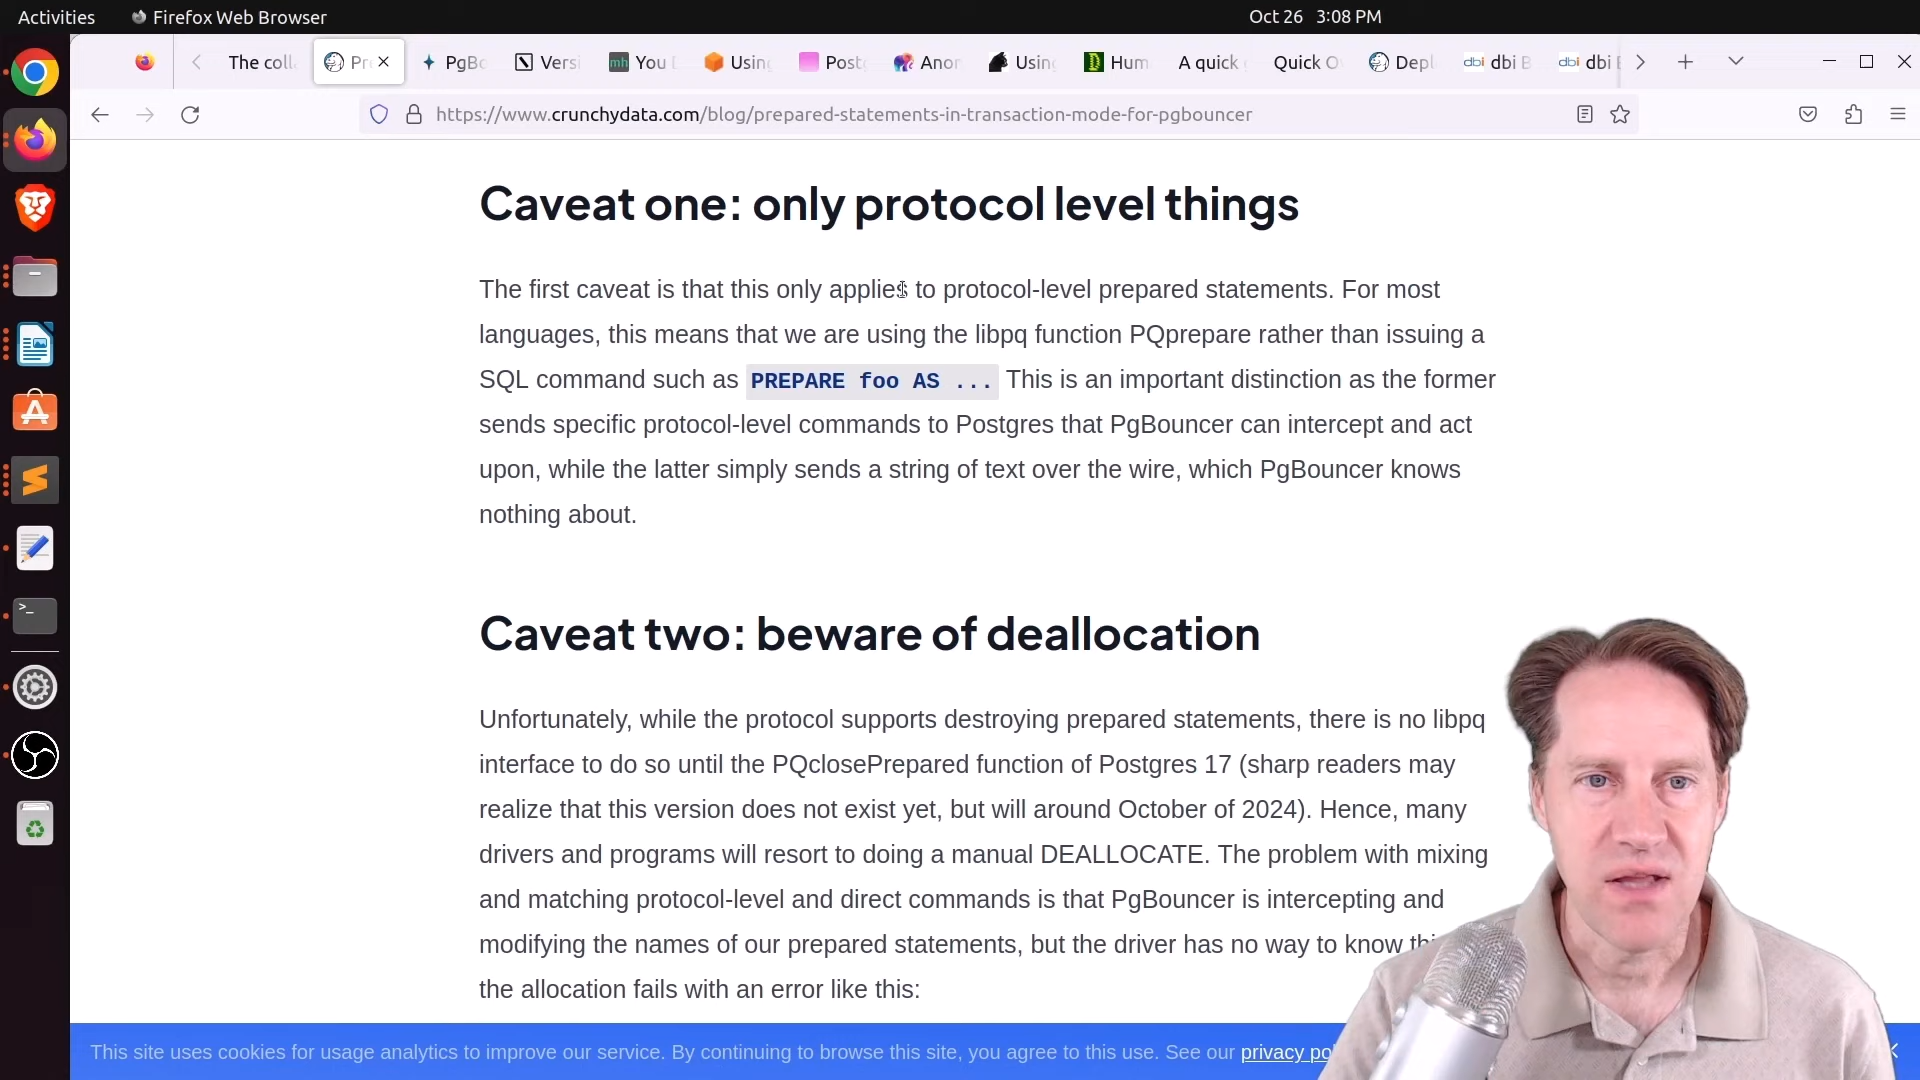 Activities
Firefox Web Browser
Oct 26 3:08 PM
The coll
Pr
PgBo
Versi
mh
You
Using
Post
Anon
Using
Hum
A quick
Quick O
Depl
dbi B
dbi
https://www.crunchydata.com/blog/prepared-statements-in-transaction-mode-for-pgbouncer
Caveat one: only protocol level things
The first caveat is that this only applies to protocol-level prepared statements. For most
languages, this means that we are using the libpq function PQprepare rather than issuing a
SQL command such as PREPARE foo AS ... This is an important distinction as the former
sends specific protocol-level commands to Postgres that PgBouncer can intercept and act
upon, while the latter simply sends a string of text over the wire, which PgBouncer knows
nothing about.
Caveat two: beware of deallocation
Unfortunately, while the protocol supports destroying prepared statements, there is no libpq
interface to do so until the PQclosePrepared function of Postgres 17 (sharp readers may
realize that this version does not exist yet, but will around October of 2024). Hence, many
drivers and programs will resort to doing a manual DEALLOCATE. The problem with mixing
and matching protocol-level and direct commands is that PgBouncer is intercepting and
modifying the names of our prepared statements, but the driver has no way to know
the allocation fails with an error like this:
This site uses cookies for usage analytics to improve our service. By continuing to browse this site, you agree to this use. See our privacy po